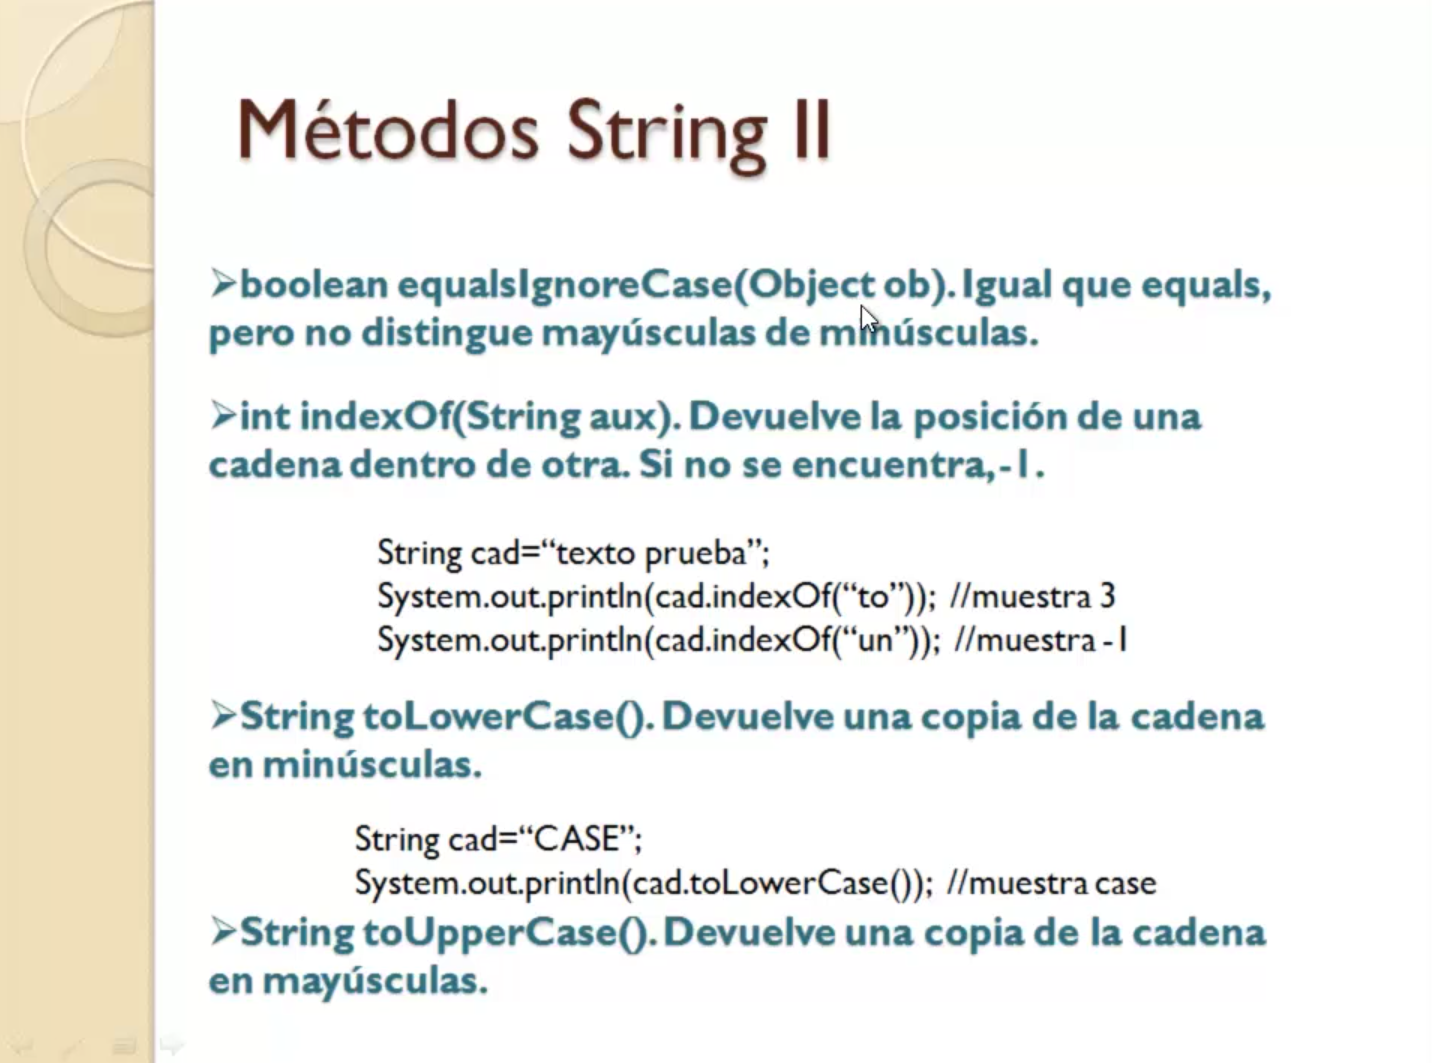 Métodos String II
➢boolean equalsIgnoreCase(Object ob). Igual que equals,
pero no distingue mayúsculas de minúsculas.
➢int indexOf(String aux). Devuelve la posición de una
cadena dentro de otra. Si no se encuentra,-1.
String cad=“texto prueba”;
System.out.println(cad.indexOf(“to”)); //muestra 3
System.out.println(cad.indexOf(“un”)); //muestra -1
➢String toLowerCase(). Devuelve una copia de la cadena
en minúsculas.
String cad=“CASE”;
System.out.println(cad.toLowerCase()); //muestra case
➢String toUpperCase(). Devuelve una copia de la cadena
en mayúsculas.